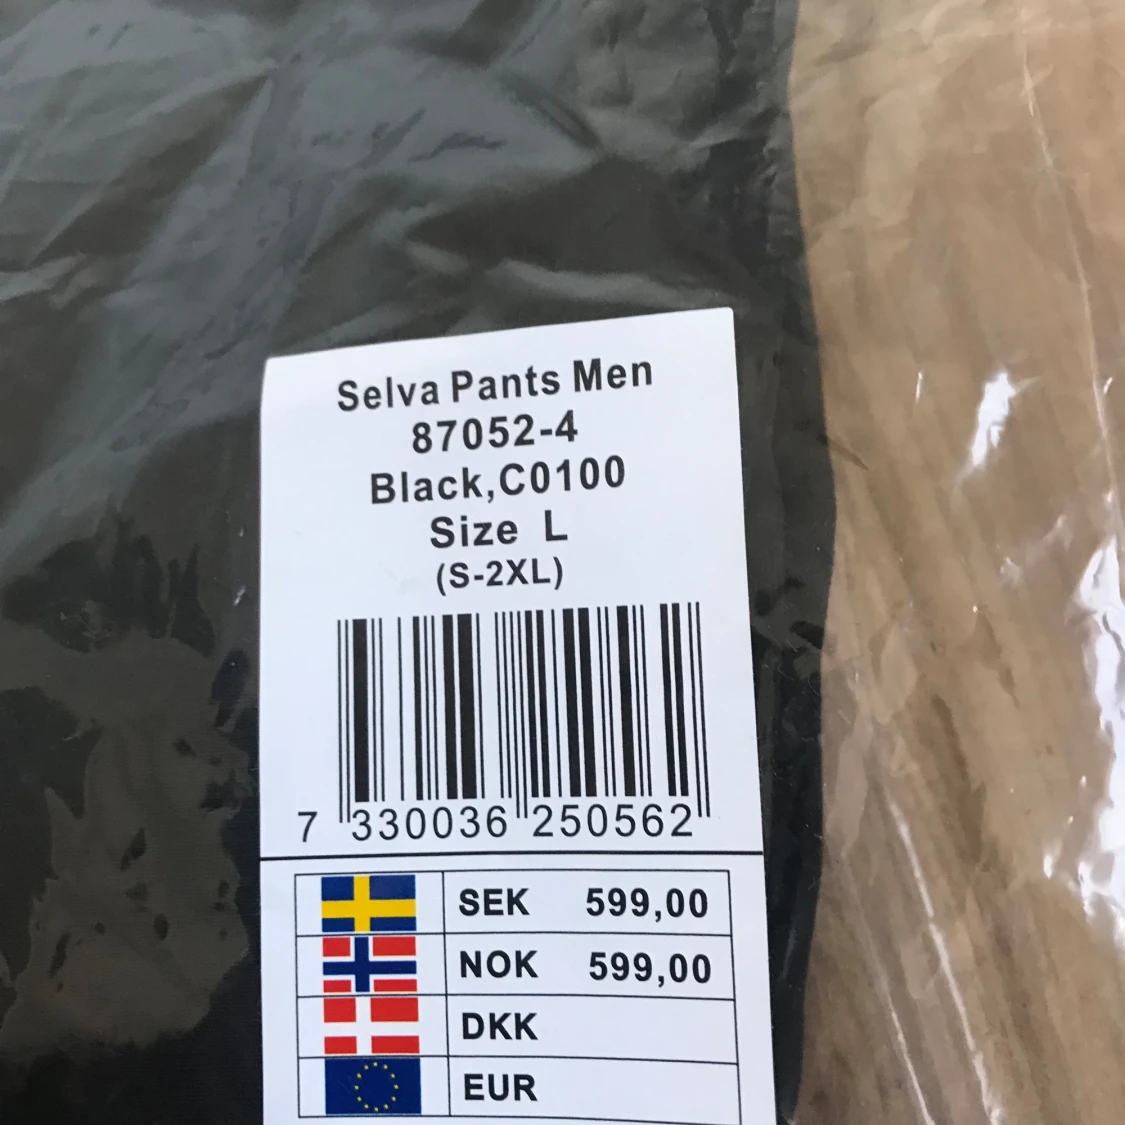 Selva Pants Men
87052-4
Black,C0100
Size L
(S-2XL)
7 330036 250562
SEK 599,00
NOK 599,00
DKK
EUR